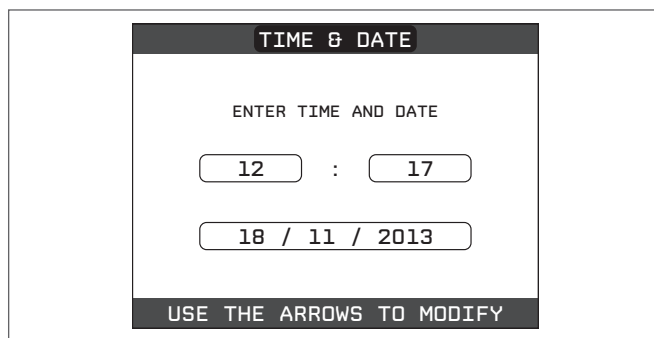 TIME & DATE
ENTER TIME AND DATE
12 : 17
18 / 11 / 2013
USE THE ARROWS TO MODIFY